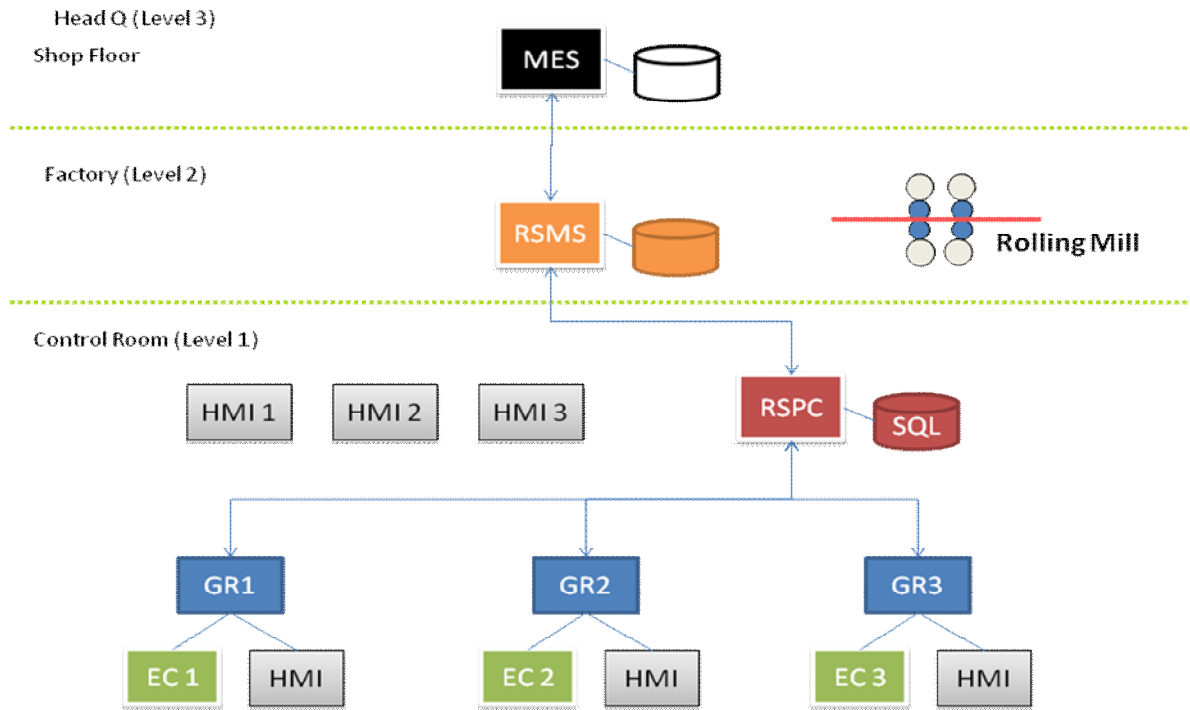 Head Q (Level 3)
Shop Floor
MES
Factory (Level 2)
RSMS
Rolling Mill
Control Room (Level 1)
HMI 1
HMI 2
HMI 3
RSPC
SQL
GR1
GR2
GR3
EC 1
HMI
EC 2
HMI
EC 3
HMI